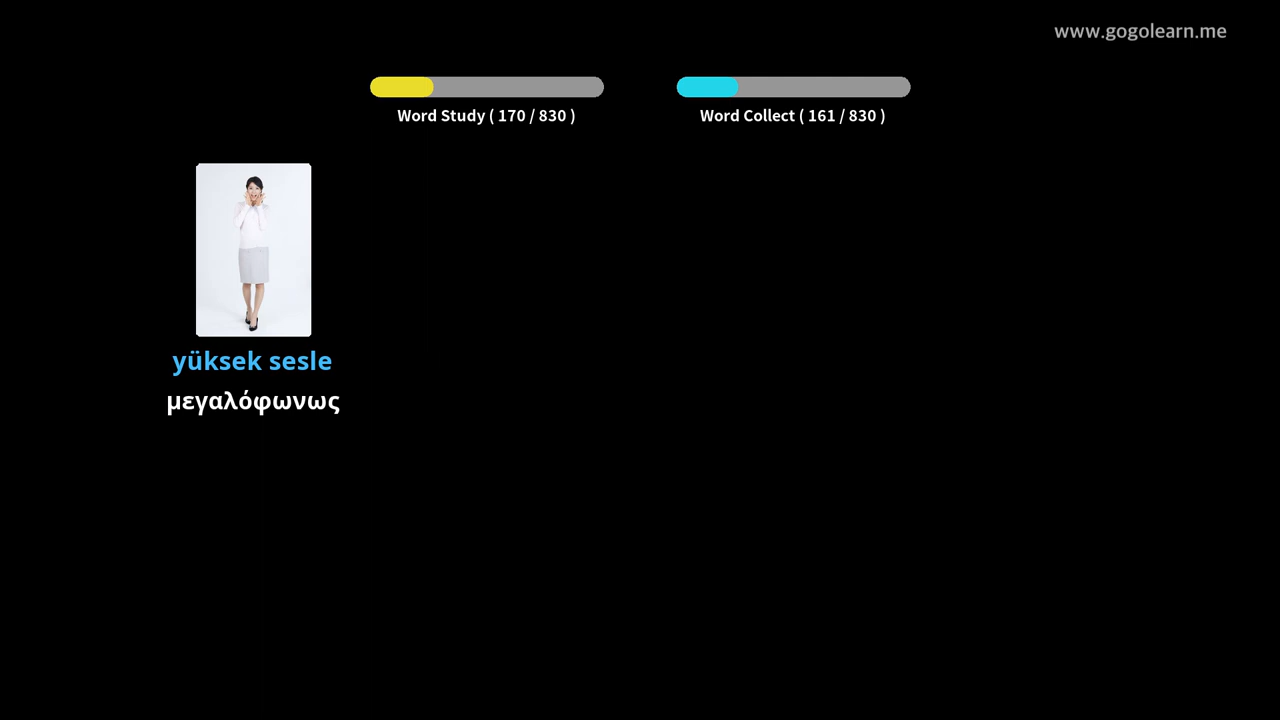 www.gogolearn.me
Word Study ( 170 / 830 )
Word Collect ( 161 / 830 )
yüksek sesle
μεγαλόφωνως